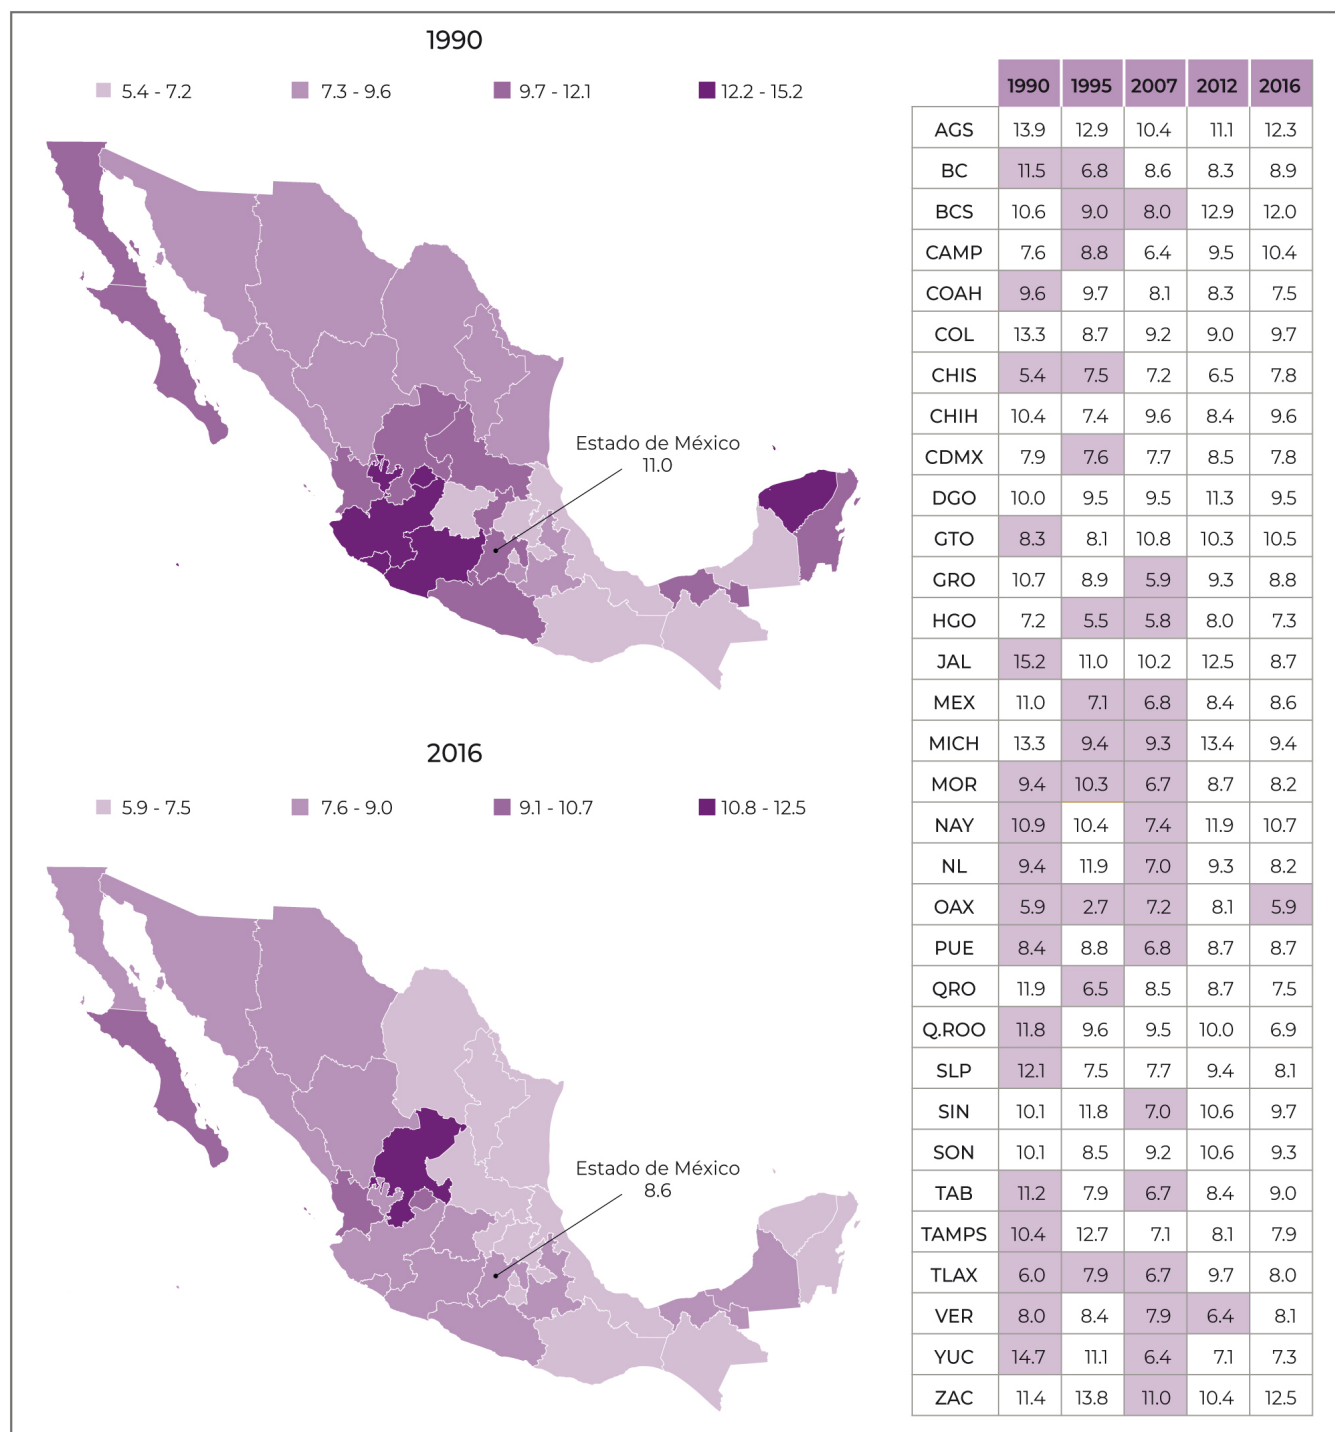 1990
5.4 - 7.2 7.3 - 9.6 9.7 - 12.1 12.2 - 15.2
Estado de México
11.0
2016
5.9 - 7.5 7.6 - 9.0 9.1 - 10.7 10.8 - 12.5
Estado de México
8.6
1990 1995 2007 2012 2016
AGS 13.9 12.9 10.4 11.1 12.3
BC 11.5 6.8 8.6 8.3 8.9
BCS 10.6 9.0 8.0 12.9 12.0
CAMP 7.6 8.8 6.4 9.5 10.4
COAH 9.6 9.7 8.1 8.3 7.5
COL 13.3 8.7 9.2 9.0 9.7
CHIS 5.4 7.5 7.2 6.5 7.8
CHIH 10.4 7.4 9.6 8.4 9.6
CDMX 7.9 7.6 7.7 8.5 7.8
DGO 10.0 9.5 9.5 11.3 9.5
GTO 8.3 8.1 10.8 10.3 10.5
GRO 10.7 8.9 5.9 9.3 8.8
HGO 7.2 5.5 5.8 8.0 7.3
JAL 15.2 11.0 10.2 12.5 8.7
MEX 11.0 7.1 6.8 8.4 8.6
MICH 13.3 9.4 9.3 13.4 9.4
MOR 9.4 10.3 6.7 8.7 8.2
NAY 10.9 10.4 7.4 11.9 10.7
NL 9.4 11.9 7.0 9.3 8.2
OAX 5.9 2.7 7.2 8.1 5.9
PUE 8.4 8.8 6.8 8.7 8.7
QRO 11.9 6.5 8.5 8.7 7.5
Q.ROO 11.8 9.6 9.5 10.0 6.9
SLP 12.1 7.5 7.7 9.4 8.1
SIN 10.1 11.8 7.0 10.6 9.7
SON 10.1 8.5 9.2 10.6 9.3
TAB 11.2 7.9 6.7 8.4 9.0
TAMPS 10.4 12.7 7.1 8.1 7.9
TLAX 6.0 7.9 6.7 9.7 8.0
VER 8.0 8.4 7.9 6.4 8.1
YUC 14.7 11.1 6.4 7.1 7.3
ZAC 11.4 13.8 11.0 10.4 12.5